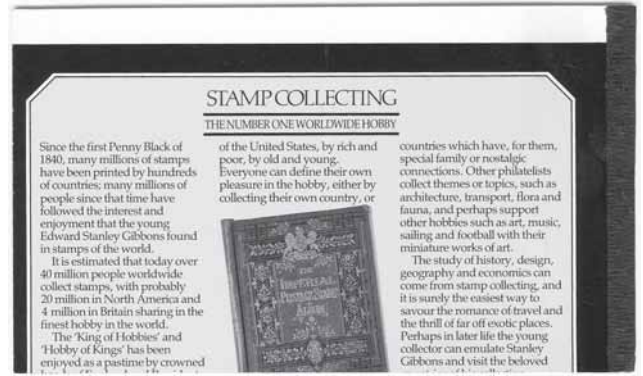 STAMP COLLECTING
THE NUMBER ONE WORLDWIDE HOBBY
Since the first Penny Black of
1840, many millions of stamps
have been printed by hundreds
of countries; many millions of
people since that time have
followed the interest and
enjoyment that the young
Edward Stanley Gibbons found
in stamps of the world.
It is estimated that today over
40 million people worldwide
collect stamps, with probably
20 million in North America and
4 million in Britain sharing in the
finest hobby in the world.
The 'King of Hobbies' and
'Hobby of Kings' has been
enjoyed as a pastime by crowned
of the United States, by rich and
poor, by old and young.
Everyone can define their own
pleasure in the hobby, either by
collecting their own country, or
THE
IMPERIAL
POSTAGE STAMP
ALBUM
countries which have, for them,
special family or nostalgic
connections. Other philatelists
collect themes or topics, such as
architecture, transport, flora and
fauna, and perhaps support
other hobbies such as art, music,
sailing and football with their
miniature works of art.
The study of history, design,
geography and economics can
come from stamp collecting, and
it is surely the easiest way to
savour the romance of travel and
the thrill of far off exotic places.
Perhaps in later life the young
collector can emulate Stanley
Gibbons and visit the beloved